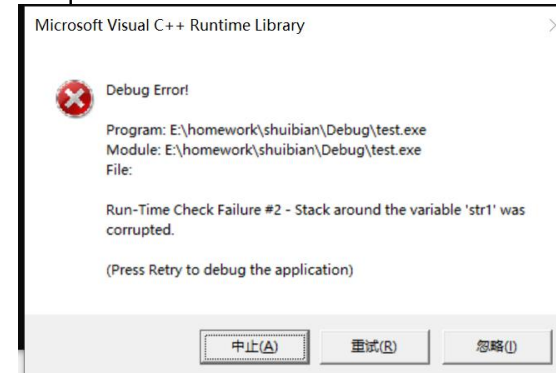 Microsoft Visual C++ Runtime Library
Debug Error!
Program: E:\homework\shuibian\Debug\test.exe
Module: E:\homework\shuibian\Debug\test.exe
File:
Run-Time Check Failure #2 - Stack around the variable 'str1' was
corrupted.
(Press Retry to debug the application)
中止(A)
重试(R)
忽略(I)